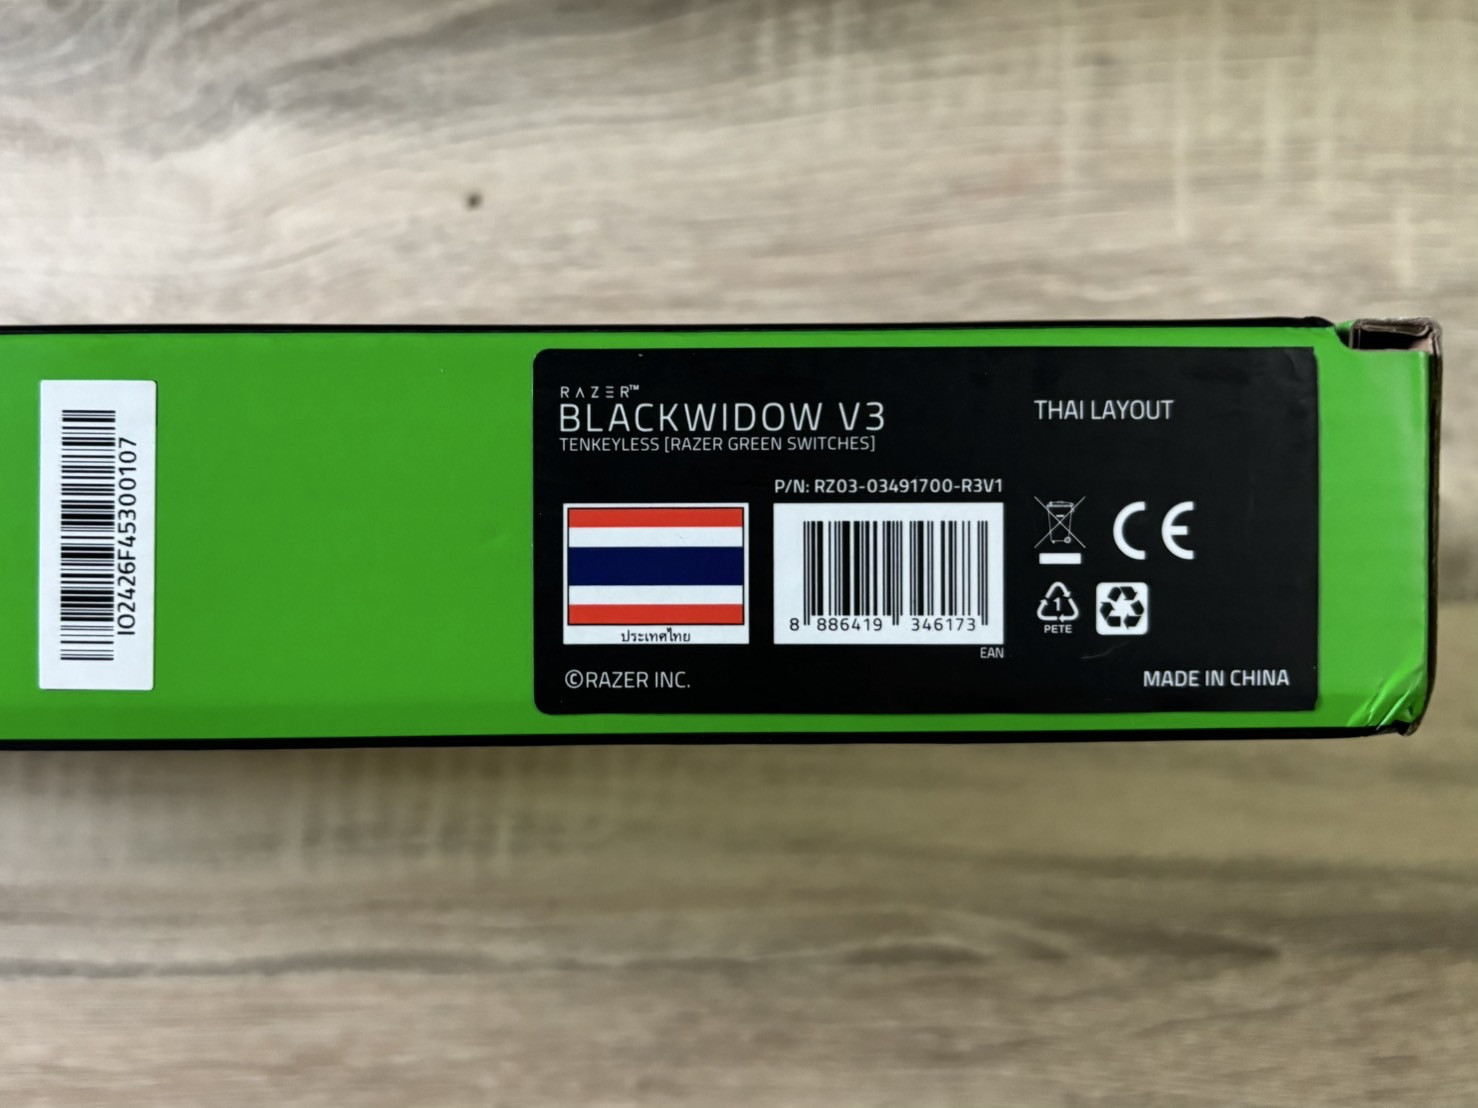 IO2426F45300107
RAZER™
BLACKWIDOW V3
TENKEYLESS [RAZER GREEN SWITCHES]
THAI LAYOUT
P/N: RZ03-03491700-R3V1
8 886419 346173
EAN
ประเทศไทย
CE
1
PETE
©RAZER INC.
MADE IN CHINA